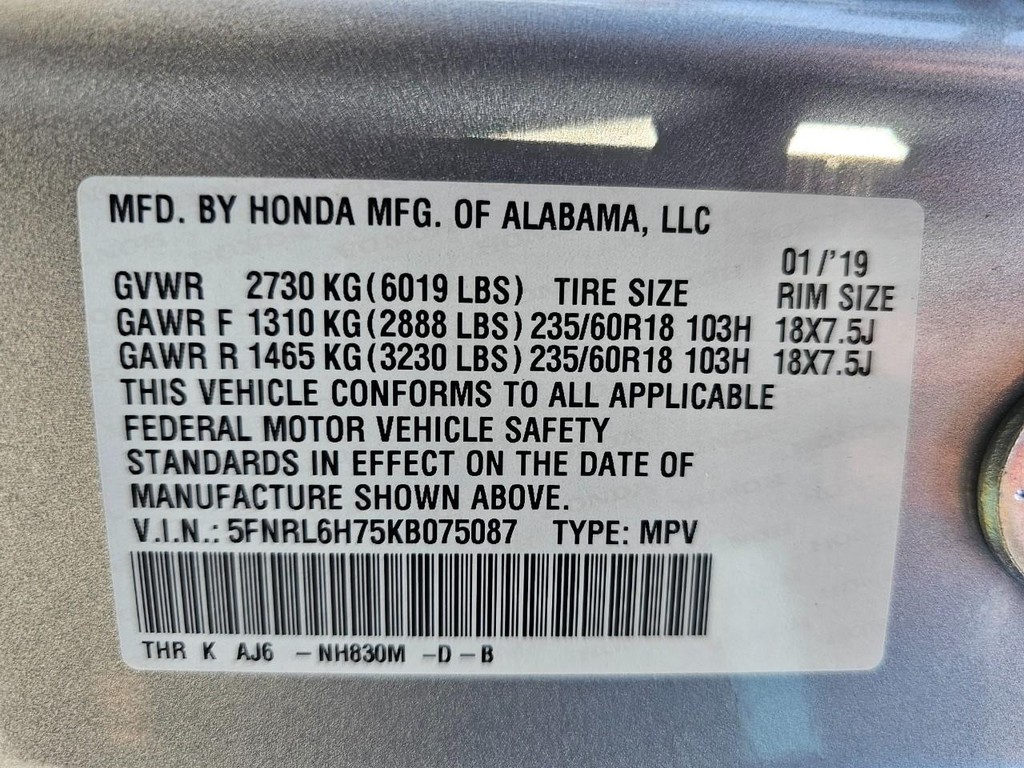 MFD. BY HONDA MFG. OF ALABAMA, LLC
01/'19
GVWR 2730 KG(6019 LBS) TIRE SIZE RIM SIZE
GAWR F 1310 KG(2888 LBS) 235/60R18 103H 18X7.5J
GAWR R 1465 KG(3230 LBS) 235/60R18 103H 18X7.5J
THIS VEHICLE CONFORMS TO ALL APPLICABLE
FEDERAL MOTOR VEHICLE SAFETY
STANDARDS IN EFFECT ON THE DATE OF
MANUFACTURE SHOWN ABOVE.
V.I.N.: 5FNRL6H75KB075087 TYPE: MPV
THR K AJ6 –NH830M –D–B